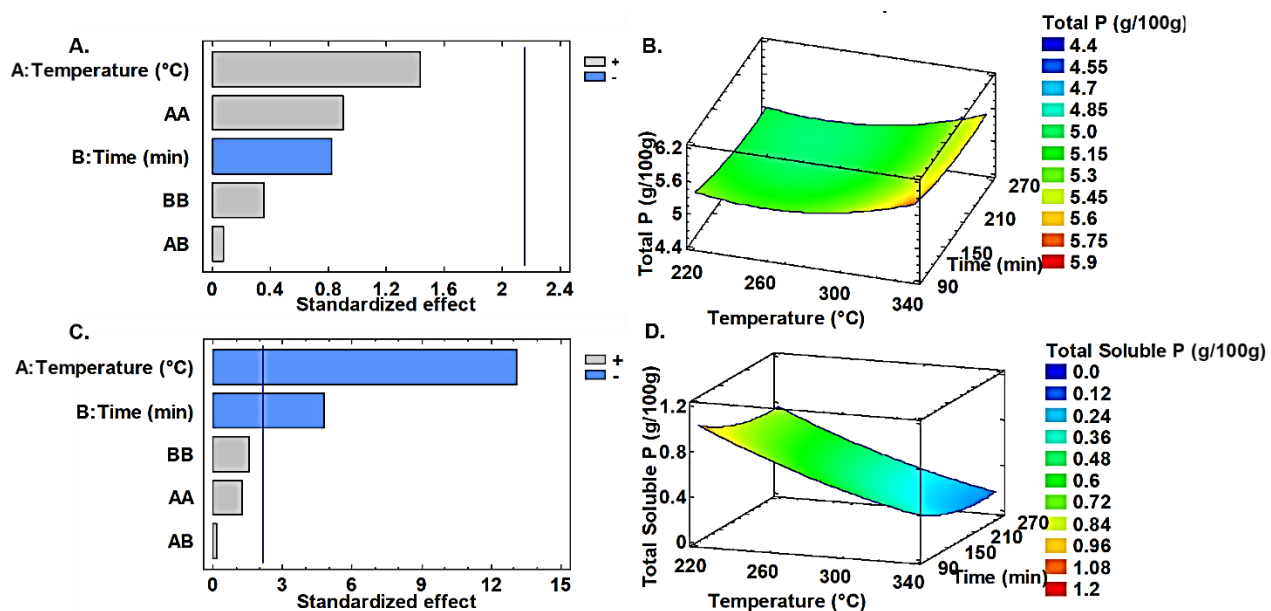 A.
A:Temperature (°C)
AA
B:Time (min)
BB
AB
0 0.4 0.8 1.2 1.6 2 2.4
Standardized effect
+
-
B.
Total P (g/100g)
6.2
5.6
5
4.4
220 260 300 340
Temperature (°C)
90 150 210 270
Time (min)
Total P (g/100g)
4.4
4.55
4.7
4.85
5.0
5.15
5.3
5.45
5.6
5.75
5.9
C.
A:Temperature (°C)
B:Time (min)
BB
AA
AB
0 3 6 9 12 15
Standardized effect
+
-
D.
Total Soluble P (g/100g)
1.2
0.8
0.4
0
220 260 300 340
Temperature (°C)
90 150 210 270
Time (min)
Total Soluble P (g/100g)
0.0
0.12
0.24
0.36
0.48
0.6
0.72
0.84
0.96
1.08
1.2